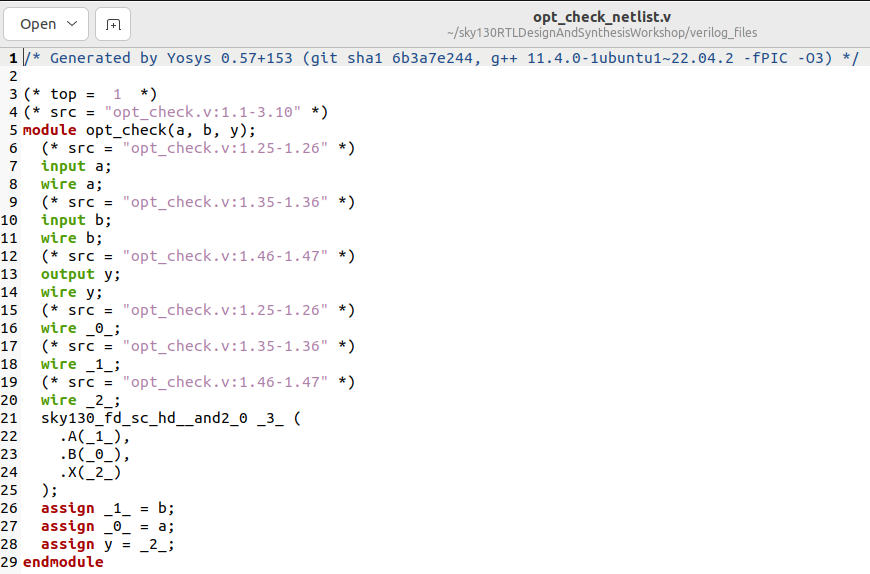 Open
opt_check_netlist.v
~/sky130RTLDesignAndSynthesisWorkshop/verilog_files
1 /* Generated by Yosys 0.57+153 (git sha1 6b3a7e244, g++ 11.4.0-1ubuntu1~22.04.2 -fPIC -O3) */
2
3 (* top =  1  *)
4 (* src = "opt_check.v:1.1-3.10" *)
5 module opt_check(a, b, y);
6   (* src = "opt_check.v:1.25-1.26" *)
7   input a;
8   wire a;
9   (* src = "opt_check.v:1.35-1.36" *)
10   input b;
11   wire b;
12   (* src = "opt_check.v:1.46-1.47" *)
13   output y;
14   wire y;
15   (* src = "opt_check.v:1.25-1.26" *)
16   wire _0_;
17   (* src = "opt_check.v:1.35-1.36" *)
18   wire _1_;
19   (* src = "opt_check.v:1.46-1.47" *)
20   wire _2_;
21   sky130_fd_sc_hd__and2_0 _3_ (
22     .A(_1_),
23     .B(_0_),
24     .X(_2_)
25   );
26   assign _1_ = b;
27   assign _0_ = a;
28   assign y = _2_;
29 endmodule